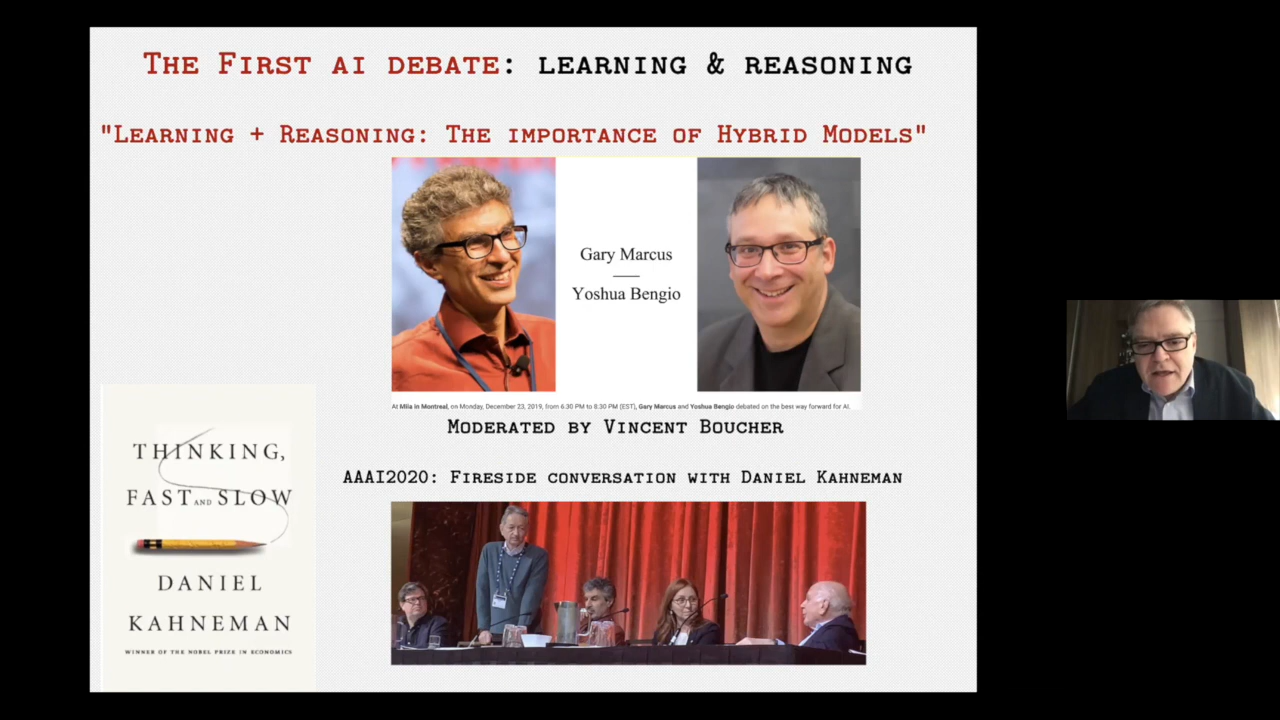 The First AI Debate: Learning & Reasoning
"Learning + Reasoning: The importance of Hybrid Models"
Gary Marcus
Yoshua Bengio
At Mila in Montreal, on Monday, December 23, 2019, from 6:30 PM to 8:30 PM (EST), Gary Marcus and Yoshua Bengio debated on the best way forward for AI.
Moderated by Vincent Boucher
AAAI2020: Fireside conversation with Daniel Kahneman
THINKING,
FAST AND SLOW
DANIEL
KAHNEMAN
WINNER OF THE NOBEL PRIZE IN ECONOMICS